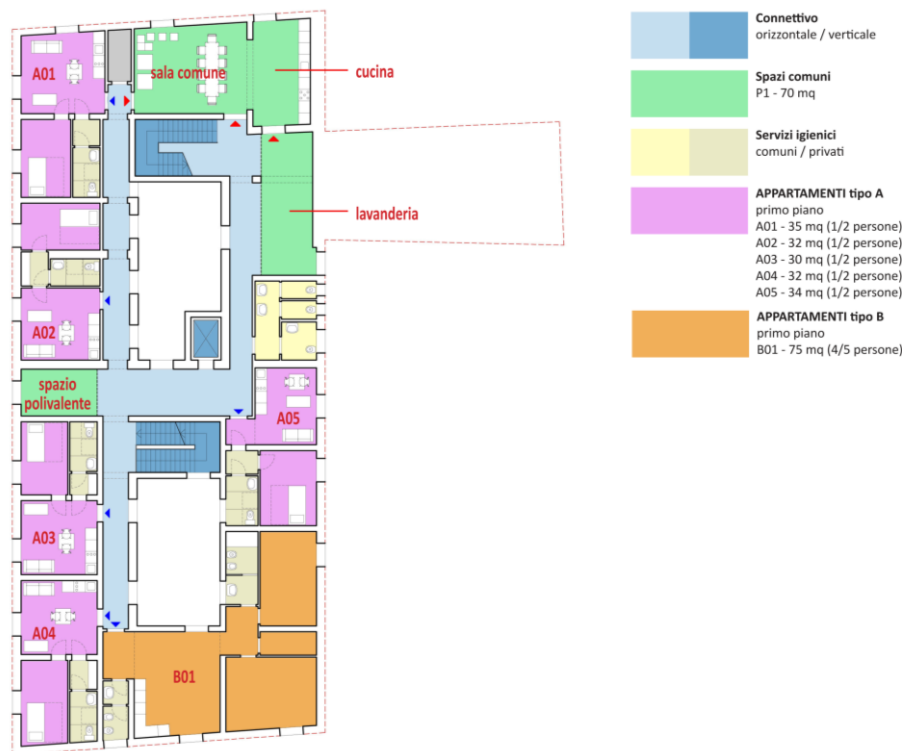 A01
sala comune
cucina
lavanderia
A02
spazio
polivalente
A05
A03
A04
B01
Connettivo
orizzontale / verticale
Spazi comuni
P1 - 70 mq
Servizi igienici
comuni / privati
APPARTAMENTI tipo A
primo piano
A01 - 35 mq (1/2 persone)
A02 - 32 mq (1/2 persone)
A03 - 30 mq (1/2 persone)
A04 - 32 mq (1/2 persone)
A05 - 34 mq (1/2 persone)
APPARTAMENTI tipo B
primo piano
B01 - 75 mq (4/5 persone)